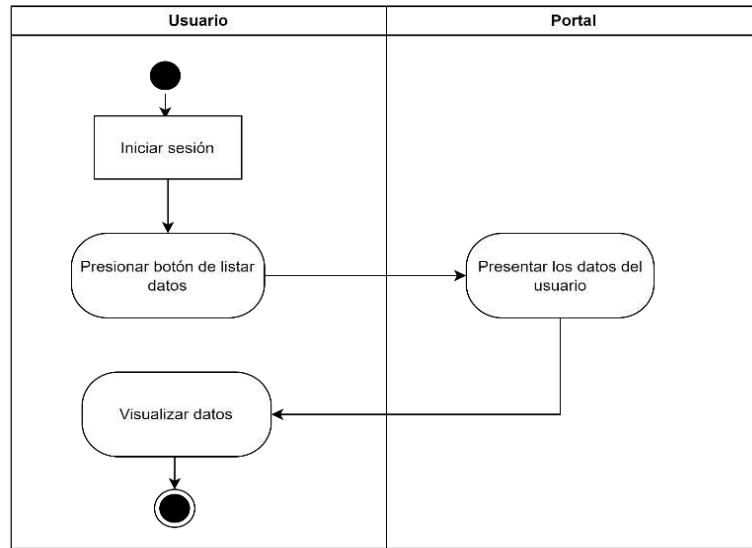 Usuario
Portal
Iniciar sesión
Presionar botón de listar
datos
Presentar los datos del
usuario
Visualizar datos